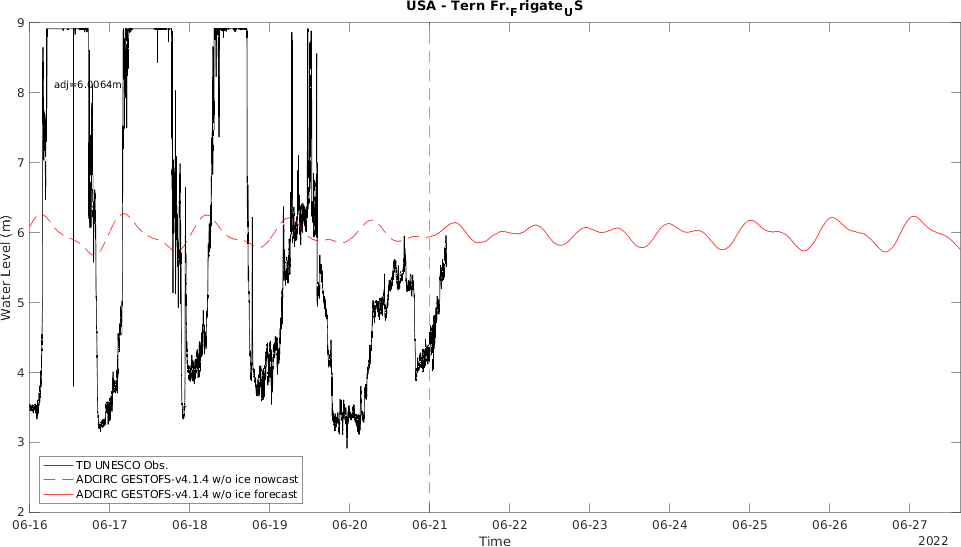 USA - Tern Fr.FrigateUS
9
8
7
6
5
4
3
2
Water Level (m)
adj=6.0064m
TD UNESCO Obs.
ADCIRC GESTOFS-v4.1.4 w/o ice nowcast
ADCIRC GESTOFS-v4.1.4 w/o ice forecast
06-16 06-17 06-18 06-19 06-20 06-21 06-22 06-23 06-24 06-25 06-26 06-27
Time
2022